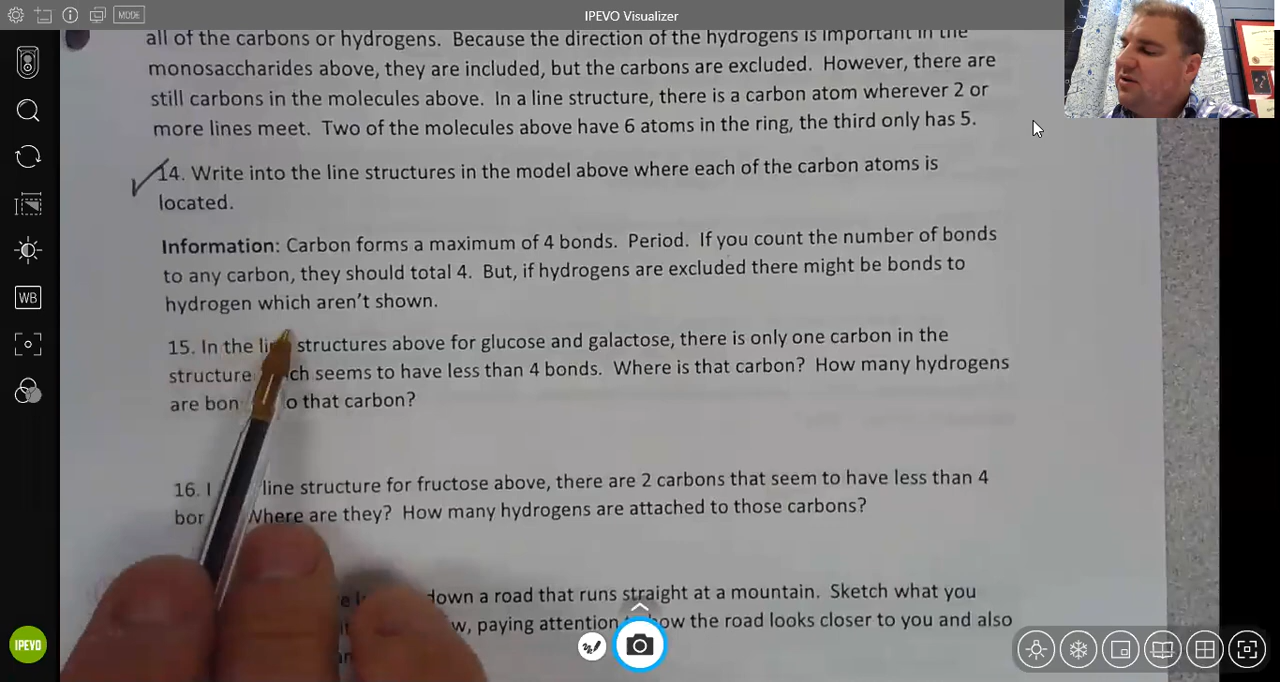 MODE
IPEVO Visualizer
all of the carbons or hydrogens. Because the direction of the hydrogens is important in the
monosaccharides above, they are included, but the carbons are excluded. However, there are
still carbons in the molecules above. In a line structure, there is a carbon atom wherever 2 or
more lines meet. Two of the molecules above have 6 atoms in the ring, the third only has 5.
14. Write into the line structures in the model above where each of the carbon atoms is
located.
Information: Carbon forms a maximum of 4 bonds. Period. If you count the number of bonds
to any carbon, they should total 4. But, if hydrogens are excluded there might be bonds to
hydrogen which aren't shown.
WB
15. In the structures above for glucose and galactose, there is only one carbon in the
structure seems to have less than 4 bonds. Where is that carbon? How many hydrogens
are that carbon?
16. line structure for fructose above, there are 2 carbons that seem to have less than 4
Where are they? How many hydrogens are attached to those carbons?
down a road that runs straight at a mountain. Sketch what you
paying attention how the road looks closer to you and also
IPEVO